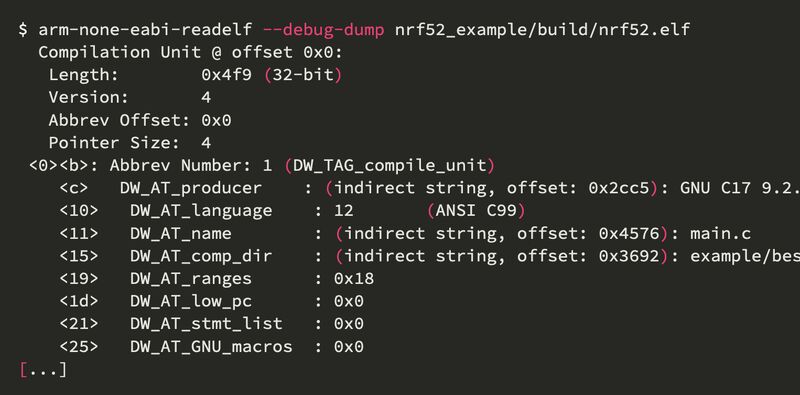 $ arm-none-eabi-readelf --debug-dump nrf52_example/build/nrf52.elf
Compilation Unit @ offset 0x0:
Length: 0x4f9 (32-bit)
Version: 4
Abbrev Offset: 0x0
Pointer Size: 4
<0><b>: Abbrev Number: 1 (DW_TAG_compile_unit)
<c> DW_AT_producer : (indirect string, offset: 0x2cc5): GNU C17 9.2.
<10> DW_AT_language : 12 (ANSI C99)
<11> DW_AT_name : (indirect string, offset: 0x4576): main.c
<15> DW_AT_comp_dir : (indirect string, offset: 0x3692): example/bes
<19> DW_AT_ranges : 0x18
<1d> DW_AT_low_pc : 0x0
<21> DW_AT_stmt_list : 0x0
<25> DW_AT_GNU_macros : 0x0
[...]